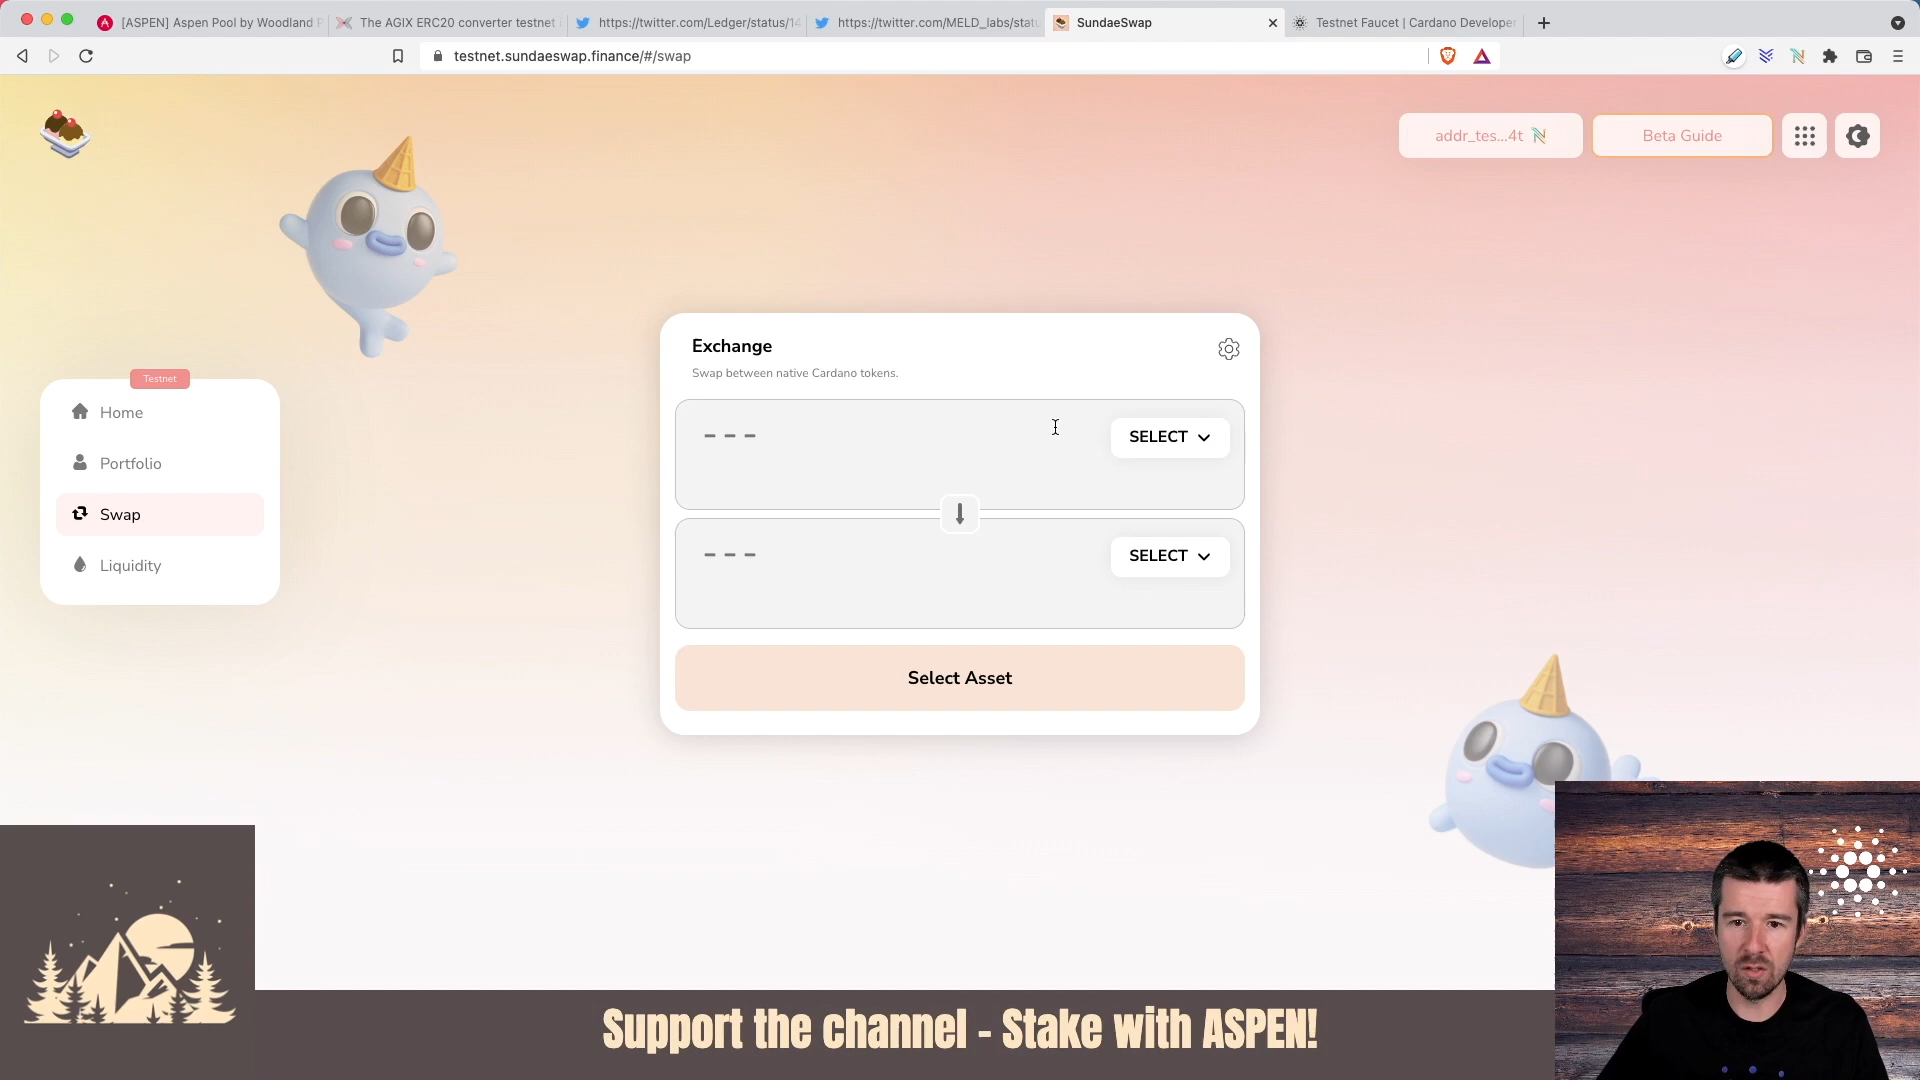 [ASPEN] Aspen Pool by Woodland P
The AGIX ERC20 converter testnet
https://twitter.com/Ledger/status/14
https://twitter.com/MELD_labs/statu
SundaeSwap
Testnet Faucet | Cardano Developer
testnet.sundaeswap.finance/#/swap
addr_tes...4t
Beta Guide
Exchange
Swap between native Cardano tokens.
Testnet
Home
Portfolio
Swap
Liquidity
---
SELECT
---
SELECT
Select Asset
Support the channel - Stake with ASPEN!